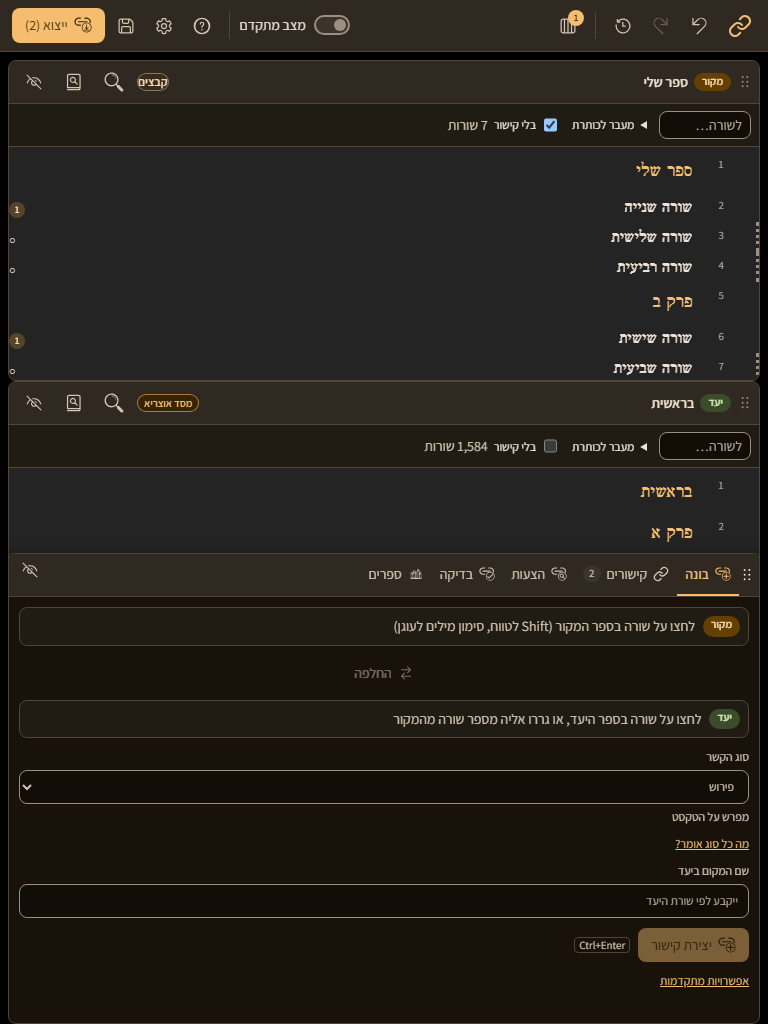 1
מצב מתקדם
ייצוא (2)
מקור
ספר שלי
קבצים
לשורה...
מעבר לכותרת
בלי קישור
7 שורות
1 ספר שלי
2 שורה שנייה 1
3 שורה שלישית
4 שורה רביעית
5 פרק ב
6 שורה שישית 1
7 שורה שביעית
יעד
בראשית
מסד אוצריא
לשורה...
מעבר לכותרת
בלי קישור
1,584 שורות
1 בראשית
2 פרק א
בונה
קישורים 2
הצעות
בדיקה
ספרים
מקור לחצו על שורה בספר המקור (Shift לטווח, סימון מילים לעוגן)
החלפה
יעד לחצו על שורה בספר היעד, או גררו אליה מספר שורה מהמקור
סוג הקשר
פירוש
מפרש על הטקסט
מה כל סוג אומר?
שם המקום ביעד
ייקבע לפי שורת היעד
יצירת קישור Ctrl+Enter
אפשרויות מתקדמות